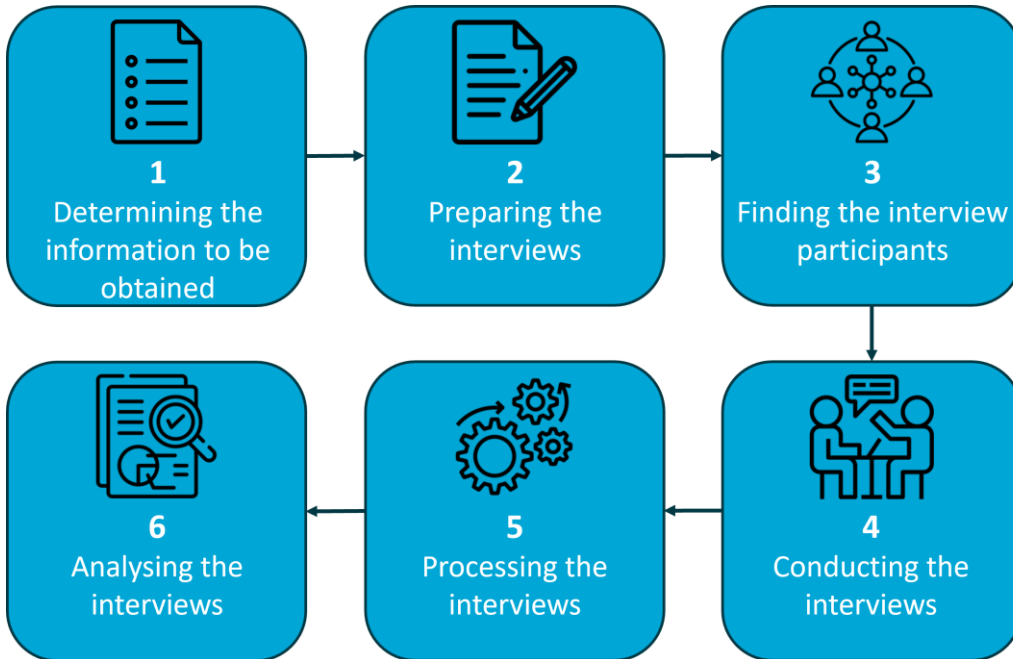 1
Determining the
information to be
obtained
2
Preparing the
interviews
3
Finding the interview
participants
4
Conducting the
interviews
5
Processing the
interviews
6
Analysing the
interviews